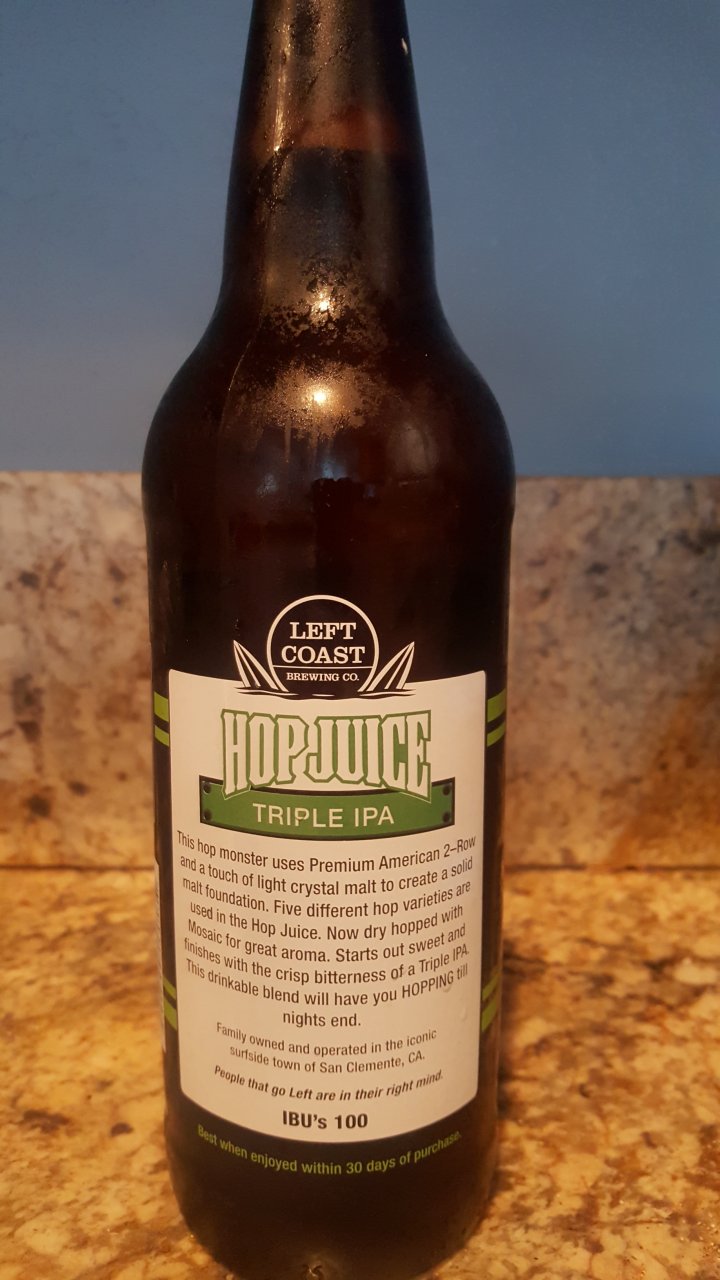 LEFT
COAST
BREWING CO.
HOP JUICE
TRIPLE IPA
This hop monster uses Premium American 2-Row
and a touch of light crystal malt to create a solid
malt foundation. Five different hop varieties are
used in the Hop Juice. Now dry hopped with
Mosaic for great aroma. Starts out sweet and
finishes with the crisp bitterness of a Triple IPA.
This drinkable blend will have you HOPPING till
nights end.
Family owned and operated in the iconic
surfside town of San Clemente, CA.
People that go Left are in their right mind.
IBU's 100
Best when enjoyed within 30 days of purchase.